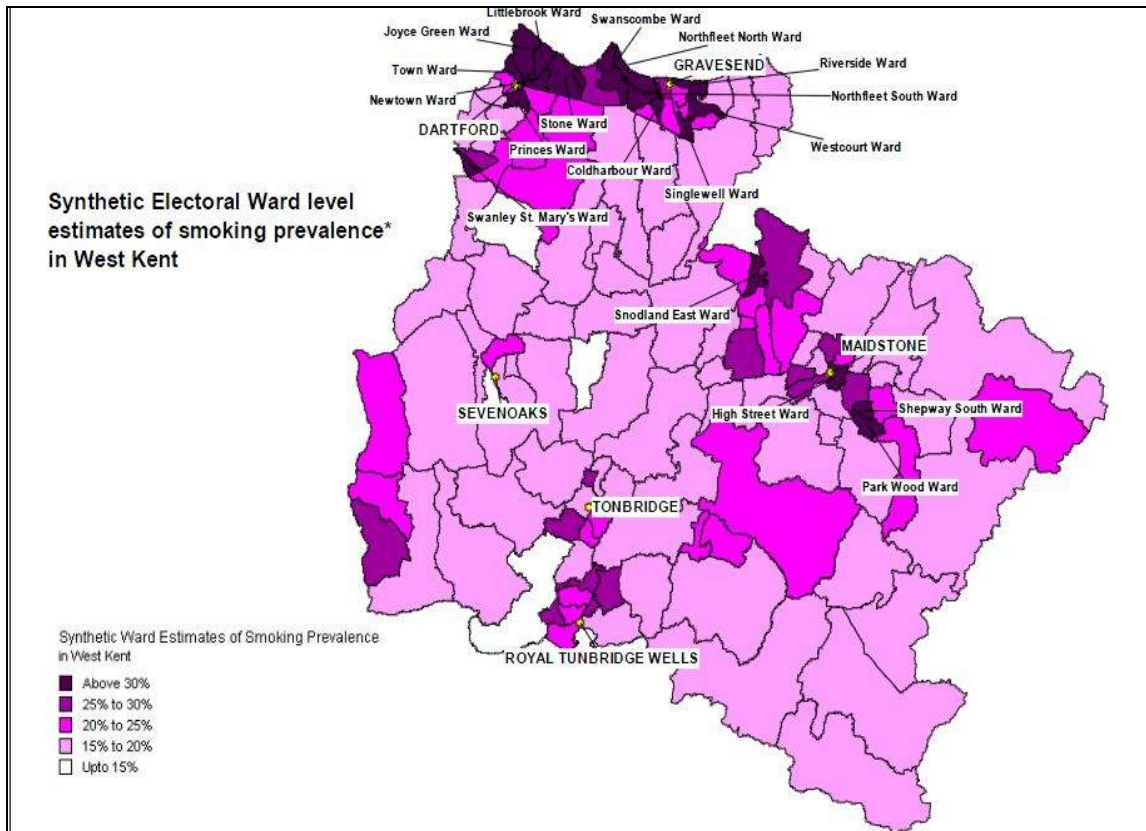 Littlebrook Ward
Swanscombe Ward
Joyce Green Ward
Northfleet North Ward
Town Ward
GRAVESEND
Riverside Ward
Newtown Ward
Northfleet South Ward
DARTFORD
Stone Ward
Princes Ward
Westcourt Ward
Coldharbour Ward
Singlewell Ward
Swanley St. Mary's Ward
Synthetic Electoral Ward level
estimates of smoking prevalence*
in West Kent
Snodland East Ward
MAIDSTONE
SEVENOAKS
High Street Ward
Shepway South Ward
Park Wood Ward
TONBRIDGE
ROYAL TUNBRIDGE WELLS
Synthetic Ward Estimates of Smoking Prevalence
in West Kent
Above 30%
25% to 30%
20% to 25%
15% to 20%
Upto 15%